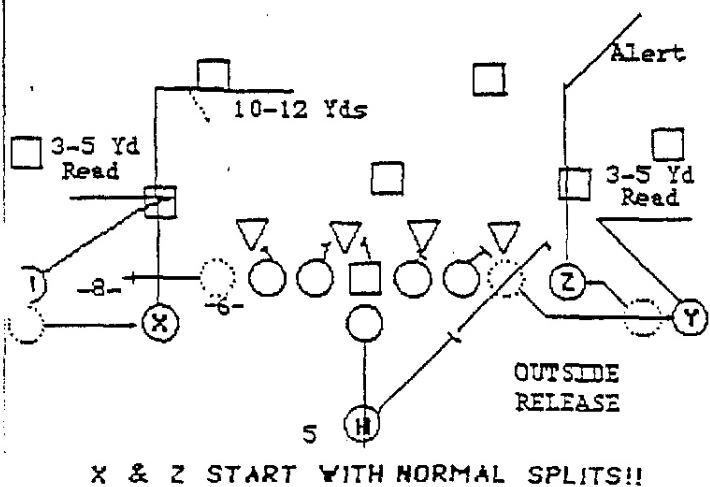 Alert
10-12 Yds
3-5 Yd
Read
3-5 Yd
Read
-8-
-6-
X
Z
Y
H
5
OUTSIDE
RELEASE
X & Z START WITH NORMAL SPLITS!!